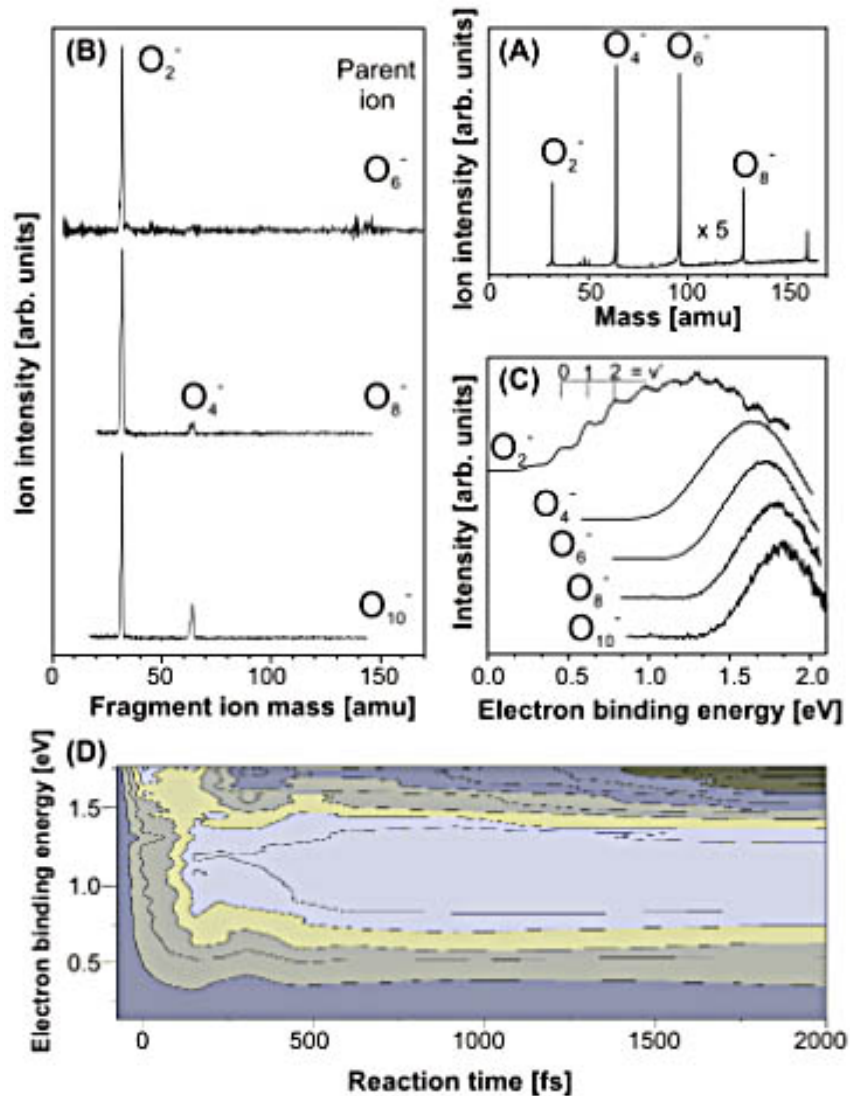 (B)
O₂⁻
Parent
ion
O₆⁻
O₄⁻
O₈⁻
O₁₀⁻
Ion intensity [arb. units]
0 50 100 150
Fragment ion mass [amu]
(A)
O₂⁻
O₄⁻
O₆⁻
O₈⁻
x 5
Ion intensity [arb. units]
0 50 100 150
Mass [amu]
(C)
0 1 2 = v'
O₂⁻
O₄⁻
O₆⁻
O₈⁻
O₁₀⁻
Intensity [arb. units]
0.0 0.5 1.0 1.5 2.0
Electron binding energy [eV]
(D)
Electron binding energy [eV]
1.5
1.0
0.5
0 500 1000 1500 2000
Reaction time [fs]